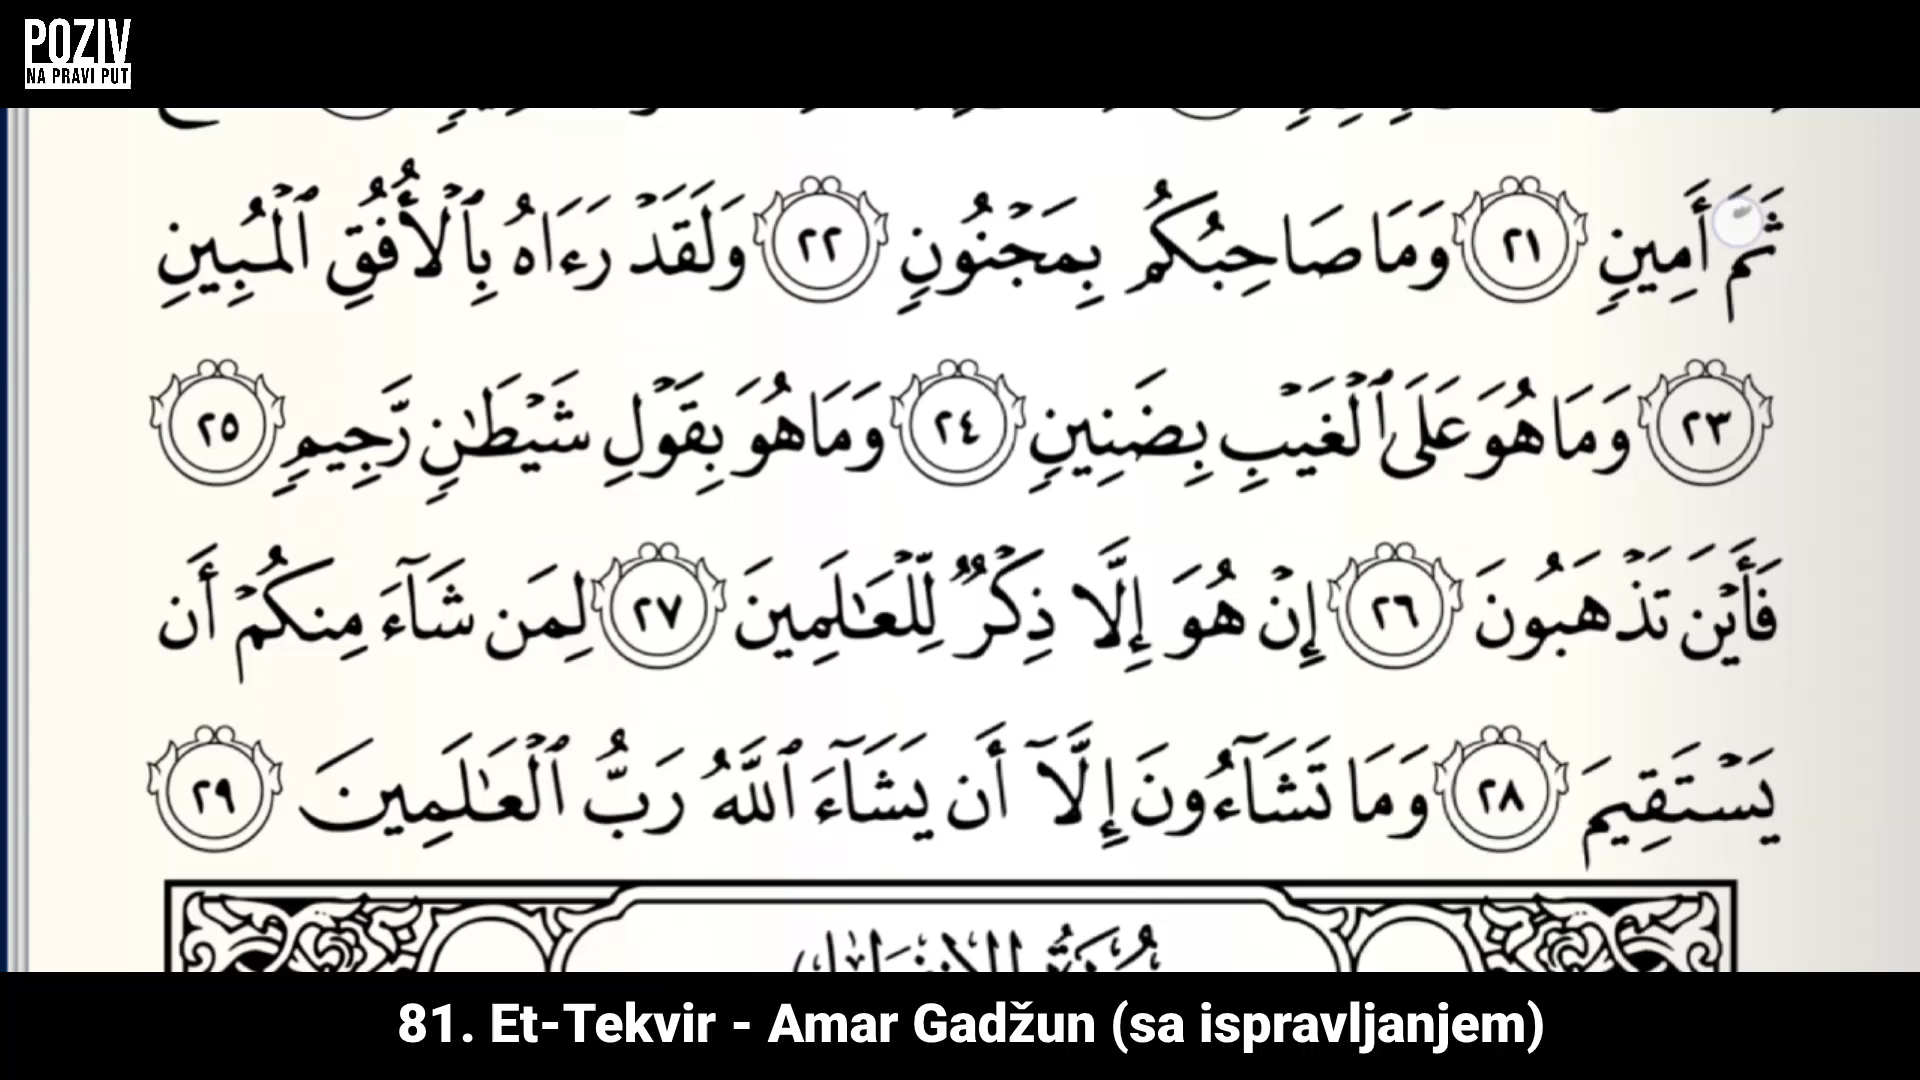 POZIV
NA PRAVI PUT
ثَمَّ أَمِينٍ ٢١ وَمَا صَاحِبُكُم بِمَجْنُونٍ ٢٢ وَلَقَدْ رَءَاهُ بِٱلْأُفُقِ ٱلْمُبِينِ
٢٣ وَمَا هُوَ عَلَى ٱلْغَيْبِ بِضَنِينٍ ٢٤ وَمَا هُوَ بِقَوْلِ شَيْطَٰنٍ رَّجِيمٍ ٢٥
فَأَيْنَ تَذْهَبُونَ ٢٦ إِنْ هُوَ إِلَّا ذِكْرٌ لِّلْعَٰلَمِينَ ٢٧ لِمَن شَآءَ مِنكُمْ أَن
يَسْتَقِيمَ ٢٨ وَمَا تَشَآءُونَ إِلَّآ أَن يَشَآءَ ٱللَّهُ رَبُّ ٱلْعَٰلَمِينَ ٢٩
81. Et-Tekvir - Amar Gadžun (sa ispravljanjem)